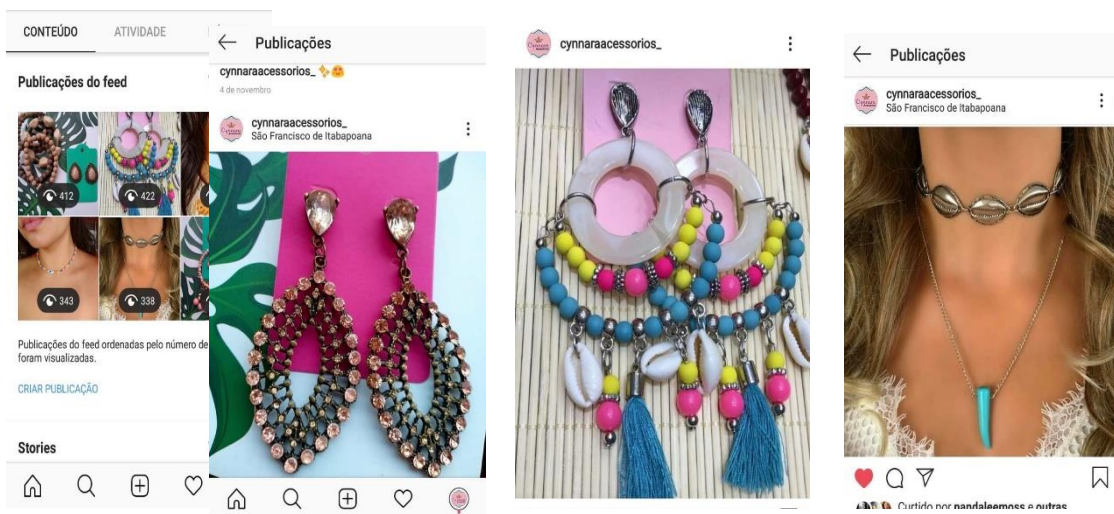 CONTEÚDO
ATIVIDADE
Publicações do feed
412
422
343
338
Publicações do feed ordenadas pelo número de
foram visualizadas.
CRIAR PUBLICAÇÃO
Stories
Publicações
cynnaraacessorios_
4 de novembro
cynnaraacessorios_
São Francisco de Itabapoana
cynnaraacessorios_
Publicações
cynnaraacessorios_
São Francisco de Itabapoana
Curtido por pandaleemoss e outras